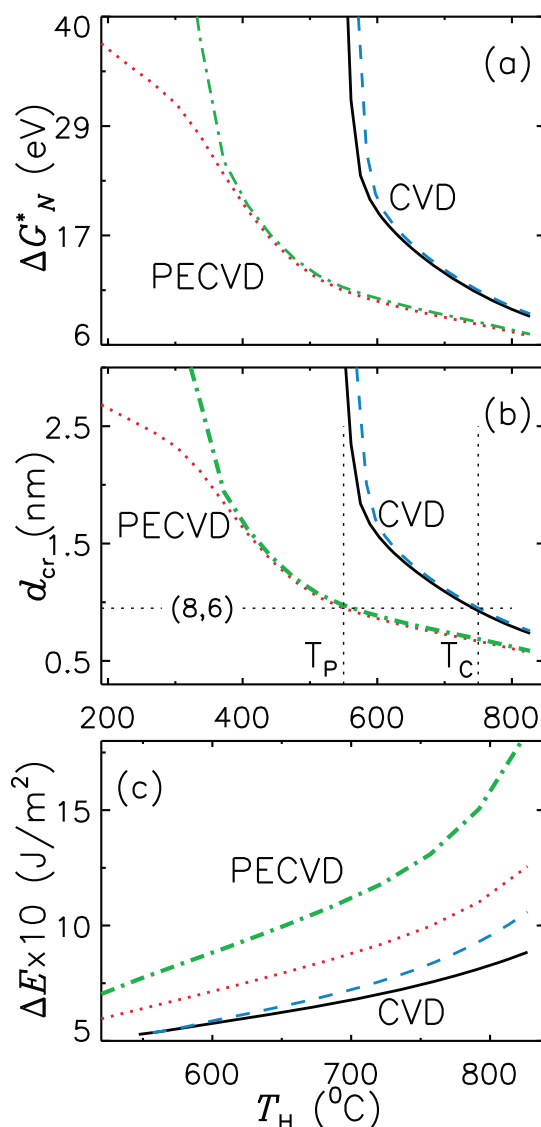 40
(a)
29
ΔG*N (eV)
CVD
17
PECVD
6
(b)
2.5
dcr (nm)
PECVD
CVD
1.5
(8,6)
TP
TC
0.5
200 400 600 800
(c)
15
ΔE×10 (J/m²)
PECVD
10
CVD
5
600 700 800
TH (⁰C)